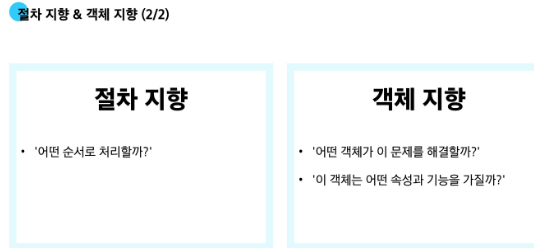 절차 지향 & 객체 지향 (2/2)
절차 지향
• '어떤 순서로 처리할까?'
객체 지향
• '어떤 객체가 이 문제를 해결할까?'
• '이 객체는 어떤 속성과 기능을 가질까?'